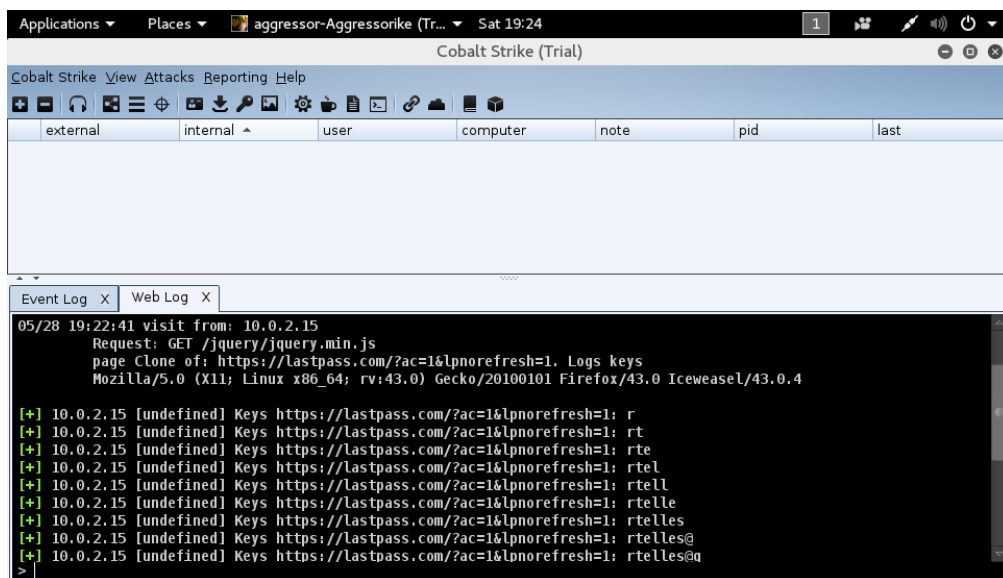 Applications Places aggressor-Aggressorike (Tr... Sat 19:24 1
Cobalt Strike (Trial)
Cobalt Strike View Attacks Reporting Help
external internal user computer note pid last
Event Log X Web Log X
05/28 19:22:41 visit from: 10.0.2.15
Request: GET /jquery/jquery.min.js
page Clone of: https://lastpass.com/?ac=1&lpnorefresh=1. Logs keys
Mozilla/5.0 (X11; Linux x86_64; rv:43.0) Gecko/20100101 Firefox/43.0 Iceweasel/43.0.4
[+] 10.0.2.15 [undefined] Keys https://lastpass.com/?ac=1&lpnorefresh=1: r
[+] 10.0.2.15 [undefined] Keys https://lastpass.com/?ac=1&lpnorefresh=1: rt
[+] 10.0.2.15 [undefined] Keys https://lastpass.com/?ac=1&lpnorefresh=1: rte
[+] 10.0.2.15 [undefined] Keys https://lastpass.com/?ac=1&lpnorefresh=1: rtel
[+] 10.0.2.15 [undefined] Keys https://lastpass.com/?ac=1&lpnorefresh=1: rtell
[+] 10.0.2.15 [undefined] Keys https://lastpass.com/?ac=1&lpnorefresh=1: rtelle
[+] 10.0.2.15 [undefined] Keys https://lastpass.com/?ac=1&lpnorefresh=1: rtelles
[+] 10.0.2.15 [undefined] Keys https://lastpass.com/?ac=1&lpnorefresh=1: rtelles@
[+] 10.0.2.15 [undefined] Keys https://lastpass.com/?ac=1&lpnorefresh=1: rtelles@q
>